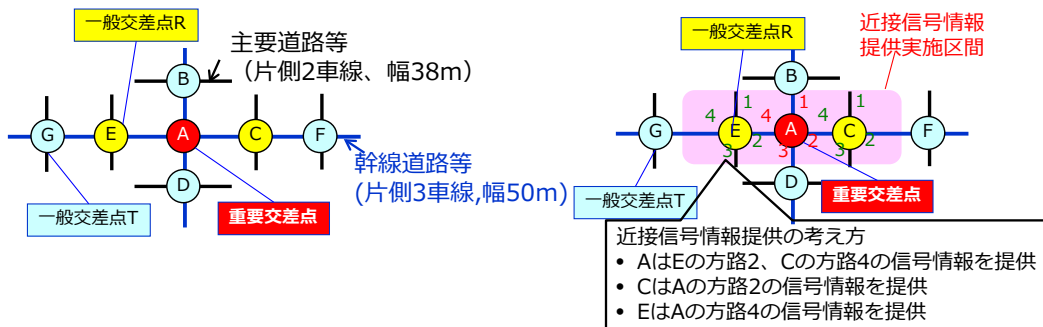 一般交差点R
主要道路等
（片側2車線、幅38m）
B
G
E
A
C
F
D
幹線道路等
(片側3車線,幅50m)
一般交差点T
重要交差点
一般交差点R
近接信号情報
提供実施区間
B
4
1
4
1
4
1
G
E
A
C
F
3
2
3
2
3
2
D
一般交差点T
重要交差点
近接信号情報提供の考え方
• AはEの方路2、Cの方路4の信号情報を提供
• CはAの方路2の信号情報を提供
• EはAの方路4の信号情報を提供